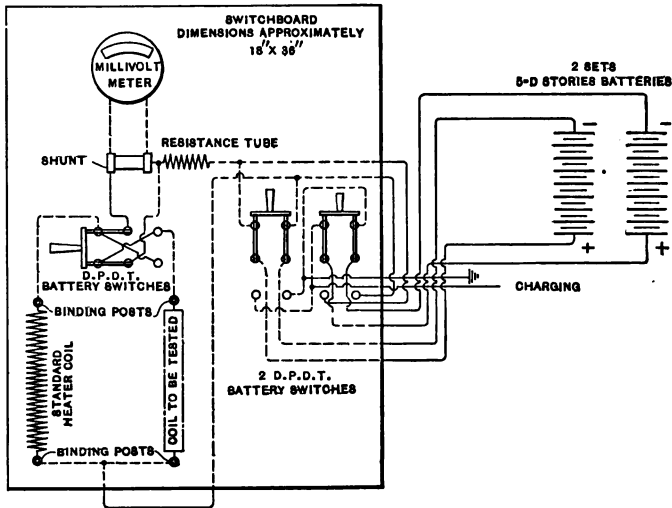 SWITCHBOARD
DIMENSIONS APPROXIMATELY
18" X 36"
MILLIVOLT
METER
2 SETS
5-D STORIES BATTERIES
RESISTANCE TUBE
SHUNT
-
-
+
+
D.P.D.T.
BATTERY SWITCHES
CHARGING
BINDING POSTS
STANDARD
HEATER COIL
COIL TO BE TESTED
2 D.P.D.T.
BATTERY SWITCHES
BINDING POSTS